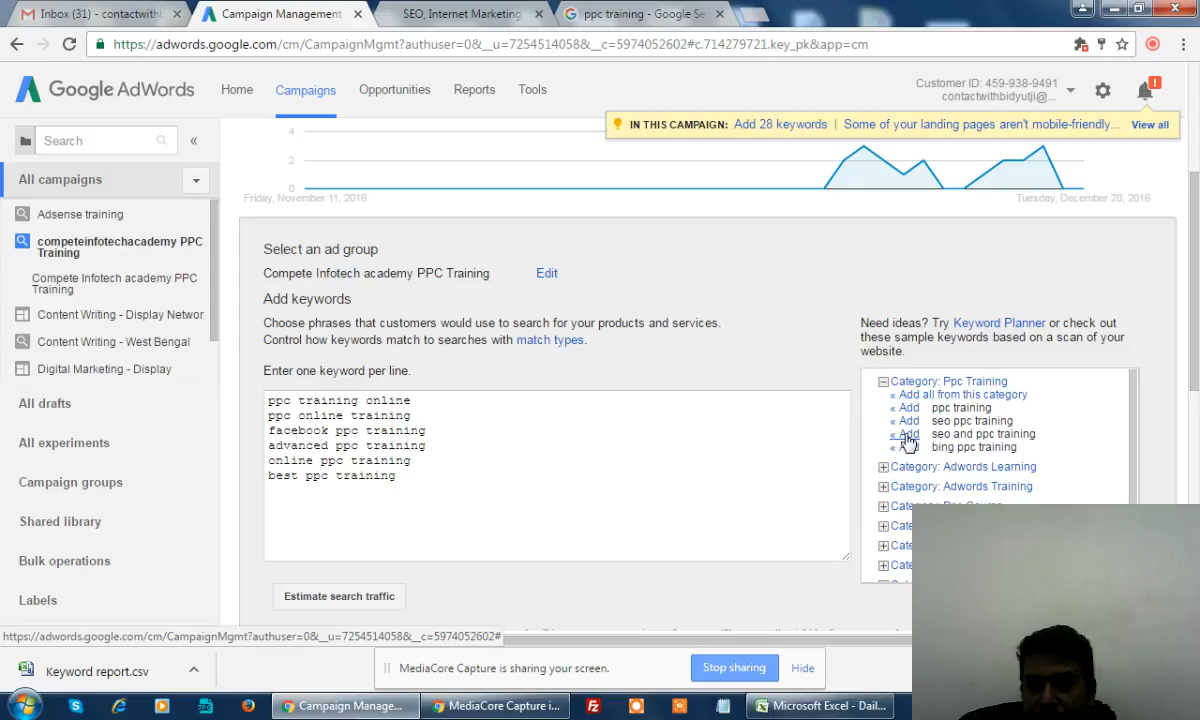 Inbox (31) - contactwithi
Campaign Management
SEO, Internet Marketing
ppc training - Google Se
https://adwords.google.com/cm/CampaignMgmt?authuser=0&__u=7254514058&__c=5974052602#c.714279721.key_pk&app=cm
Google AdWords
Home
Campaigns
Opportunities
Reports
Tools
Customer ID: 459-938-9491
contactwithbidyutji@...
!
Search
«
IN THIS CAMPAIGN: Add 28 keywords | Some of your landing pages aren't mobile-friendly... View all
All campaigns
4
2
0
Friday, November 11, 2016
Tuesday, December 20, 2016
Adsense training
competeinfotechacademy PPC
Training
Compete Infotech academy PPC
Training
Content Writing - Display Networ
Content Writing - West Bengal
Digital Marketing - Display
All drafts
All experiments
Campaign groups
Shared library
Bulk operations
Labels
Select an ad group
Compete Infotech academy PPC Training Edit
Add keywords
Choose phrases that customers would use to search for your products and services.
Control how keywords match to searches with match types.
Enter one keyword per line.
ppc training online
ppc online training
facebook ppc training
advanced ppc training
online ppc training
best ppc training
Estimate search traffic
Need ideas? Try Keyword Planner or check out
these sample keywords based on a scan of your
website.
Category: Ppc Training
« Add all from this category
« Add ppc training
« Add seo ppc training
« Add seo and ppc training
« bing ppc training
Category: Adwords Learning
Category: Adwords Training
https://adwords.google.com/cm/CampaignMgmt?authuser=0&__u=7254514058&__c=5974052602#
Keyword report.csv
MediaCore Capture is sharing your screen.
Stop sharing
Hide
Campaign Manage...
MediaCore Capture i...
Microsoft Excel - Dail...